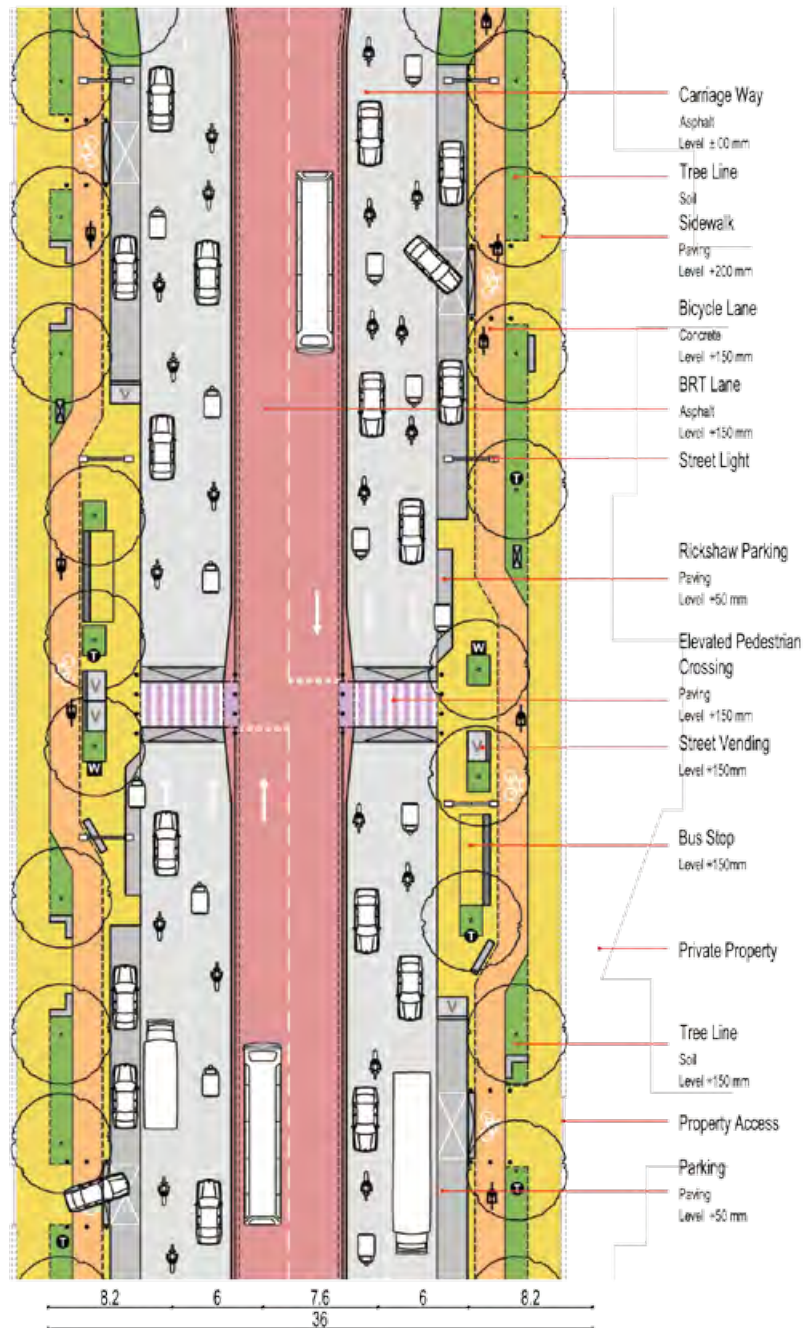 Carriage Way
Asphalt
Level ± 00 mm
Tree Line
Soil
Sidewalk
Paving
Level +200 mm
Bicycle Lane
Concrete
Level +150 mm
BRT Lane
Asphalt
Level +150 mm
Street Light
Rickshaw Parking
Paving
Level +50 mm
Elevated Pedestrian
Crossing
Paving
Level +150 mm
Street Vending
Level +150mm
Bus Stop
Level +150mm
Private Property
Tree Line
Soil
Level +150 mm
Property Access
Parking
Paving
Level +50 mm
V
T
W
V
V
T
W
V
T
W
V
T
V
T
T
8.2 6 7.6 6 8.2
36